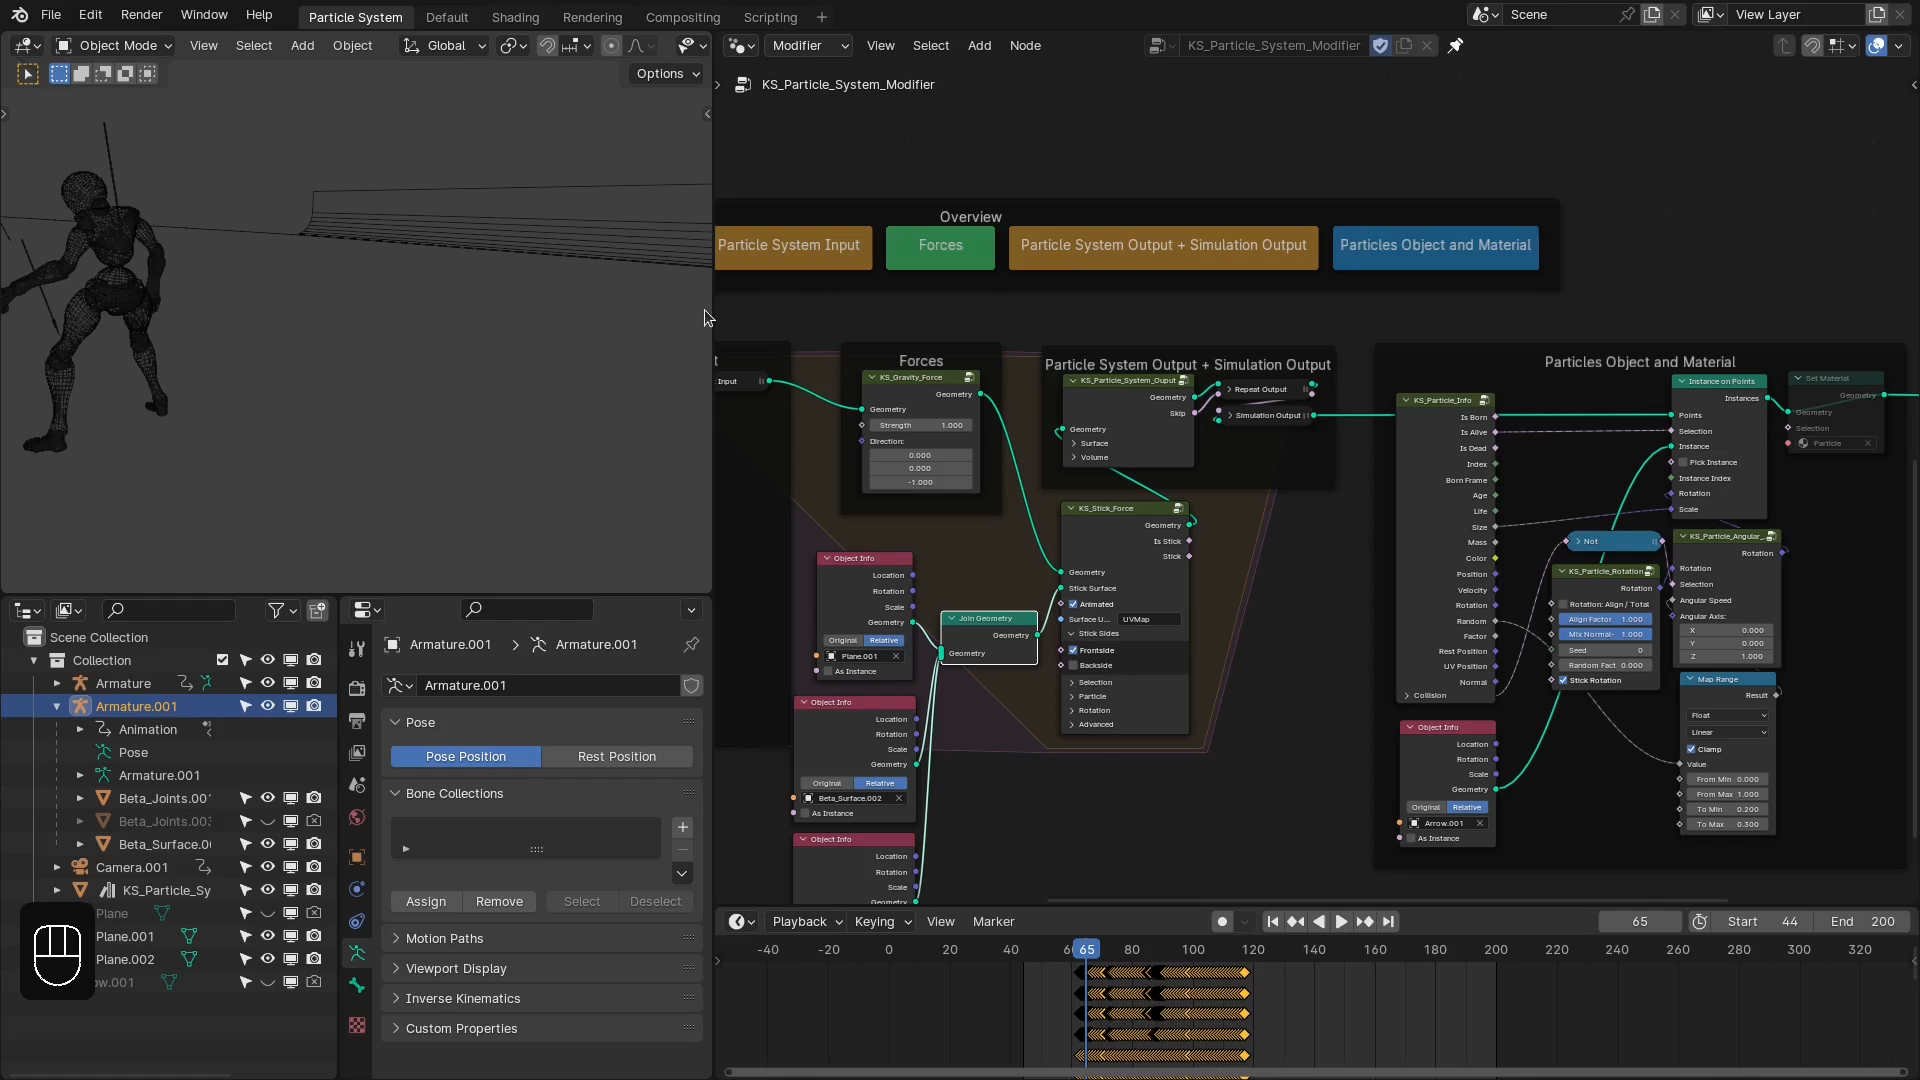 File Edit Render Window Help Particle System Default Shading Rendering Compositing Scripting + Scene View Layer
Object Mode View Select Add Object Global
Options
Modifier View Select Add Node KS_Particle_System_Modifier
KS_Particle_System_Modifier
Overview
Particle System Input Forces Particle System Output + Simulation Output Particles Object and Material
t
Input
Forces
KS_Gravity_Force
Geometry
Geometry
Strength 1.000
Direction:
0.000
0.000
-1.000
Particle System Output + Simulation Output
KS_Particle_System_Ouput
Geometry
Skip
Geometry
Surface
Volume
Repeat Output
Simulation Output
KS_Stick_Force
Geometry
Is Stick
Stick
Geometry
Stick Surface
Animated
Surface U... UVMap
Stick Sides
Frontside
Backside
Selection
Particle
Rotation
Advanced
Object Info
Location
Rotation
Scale
Geometry
Original Relative
Plane.001
As Instance
Join Geometry
Geometry
Geometry
Object Info
Location
Rotation
Scale
Geometry
Original Relative
Beta_Surface.002
As Instance
Object Info
Location
Rotation
Scale
Geometry
Particles Object and Material
KS_Particle_Info
Is Born
Is Alive
Is Dead
Index
Born Frame
Age
Life
Size
Mass
Color
Position
Velocity
Rotation
Random
Factor
Rest Position
UV Position
Normal
Collision
Object Info
Location
Rotation
Scale
Geometry
Original Relative
Arrow.001
As Instance
Instance on Points
Instances
Points
Selection
Instance
Pick Instance
Instance Index
Rotation
Scale
Set Material
Geometry
Geometry
Selection
Particle
Not
KS_Particle_Rotation
Rotation
Rotation: Align / Total
Align Factor 1.000
Mix Normal- 1.000
Seed 0
Random Fact 0.000
Stick Rotation
KS_Particle_Angular_
Rotation
Rotation
Selection
Angular Speed
Angular Axis:
X 0.000
Y 0.000
Z 1.000
Map Range
Result
Float
Linear
Clamp
Value
From Min 0.000
From Max 1.000
To Min 0.200
To Max 0.300
Scene Collection
Collection
Armature
Armature.001
Animation
Pose
Armature.001
Beta_Joints.00
Beta_Joints.00
Beta_Surface.0
Camera.001
KS_Particle_Sy
Plane
Plane.001
Plane.002
ow.001
Armature.001 > Armature.001
Armature.001
Pose
Pose Position Rest Position
Bone Collections
Assign Remove Select Deselect
Motion Paths
Viewport Display
Inverse Kinematics
Custom Properties
Playback Keying View Marker 65 Start 44 End 200
-40 -20 0 20 40 6 65 80 100 120 140 160 180 200 220 240 260 280 300 320